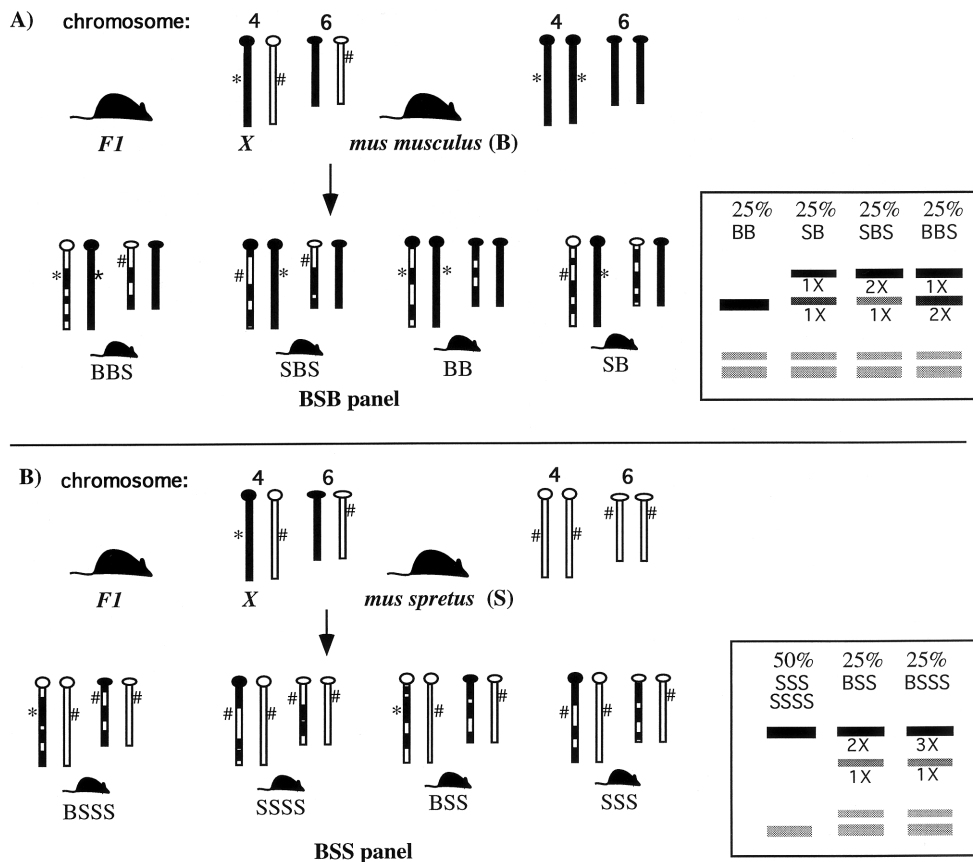 A) chromosome: 4 6 4 6
* # # * *
F1 X mus musculus (B)
25% 25% 25% 25%
BB SB SBS BBS
* * # # * * * # *
1X 2X 1X
1X 1X 2X
BBS SBS BB SB
BSB panel
B) chromosome: 4 6 4 6
* # # # # # #
F1 X mus spretus (S)
50% 25% 25%
SSS BSS BSSS
SSSS
* # # # # # # # * # # # # #
2X 3X
1X 1X
BSSS SSSS BSS SSS
BSS panel